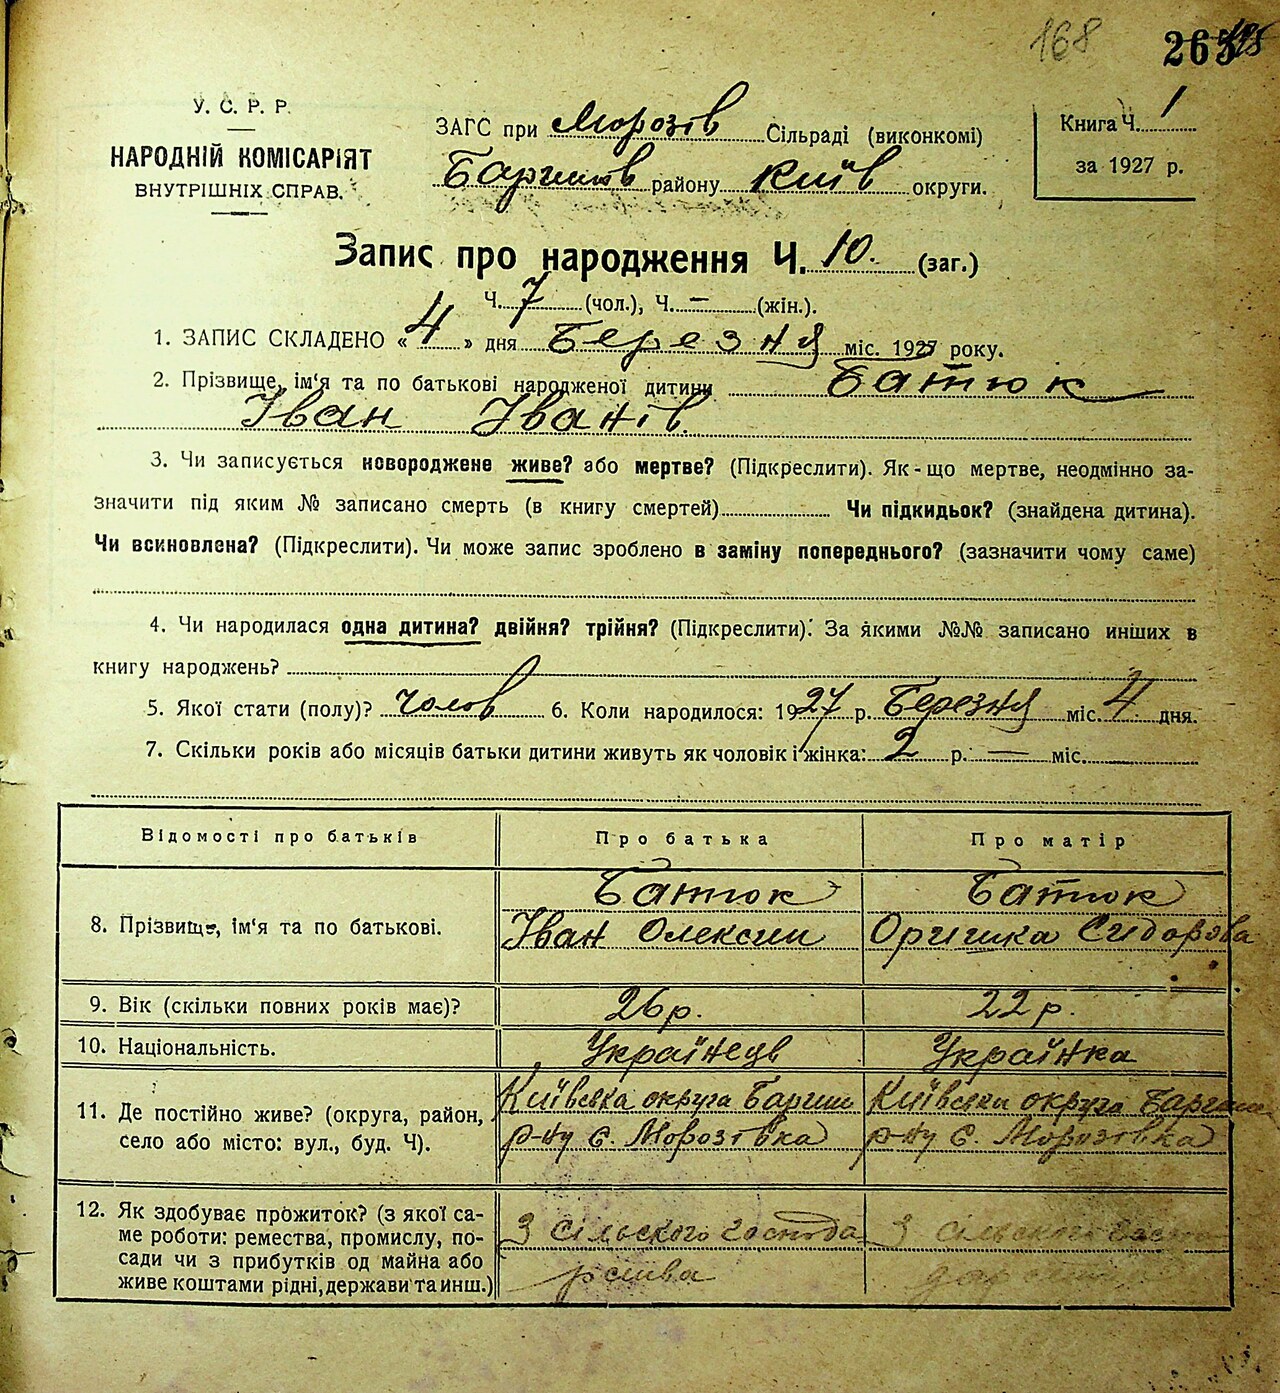 168
263
У. С. Р. Р.
НАРОДНІЙ КОМІСАРІЯТ
ВНУТРІШНІХ СПРАВ.
ЗАГС при Морозів Сільраді (виконкомі)
Баришів району Київ округи.
Книга Ч. 1
за 1927 р.
Запис про народження Ч. 10. (заг.)
Ч. 7 (чол.), Ч. – (жін.).
1. ЗАПИС СКЛАДЕНО « 4 » дня Березня міс. 1927 року.
2. Прізвище, ім‘я та по батькові народженої дитини Батюк
Іван Іванів.
3. Чи записується новороджене живе? або мертве? (Підкреслити). Як-що мертве, неодмінно за-
значити під яким № записано смерть (в книгу смертей) Чи підкидьок? (знайдена дитина).
Чи всиновлена? (Підкреслити). Чи може запис зроблено в заміну попереднього? (зазначити чому саме)
4. Чи народилася одна дитина? двійня? трійня? (Підкреслити). За якими №№ записано инших в
книгу народжень?
5. Якої стати (полу)? чолов 6. Коли народилося: 1927 р. Березня міс. 4 дня.
7. Скільки років або місяців батьки дитини живуть як чоловік і жінка: 2 р. — міс.
Відомості про батьків Про батька Про матір
8. Прізвище, ім‘я та по батькові. Батюк Іван Олексии Батюк Оришка Сидорова
9. Вік (скільки повних років має)? 26 р. 22 р.
10. Національність. Українець Українка
11. Де постійно живе? (округа, район, Київська округа Бариш Київська округа
село або місто: вул., буд. Ч). р-ну с. Морозівка р-ну с. Морозівка
12. Як здобуває прожиток? (з якої са- З сільського господа З сільського
ме роботи: ремества, промислу, по- рства
сади чи з прибутків од майна або
живе коштами рідні, держави та инш.)